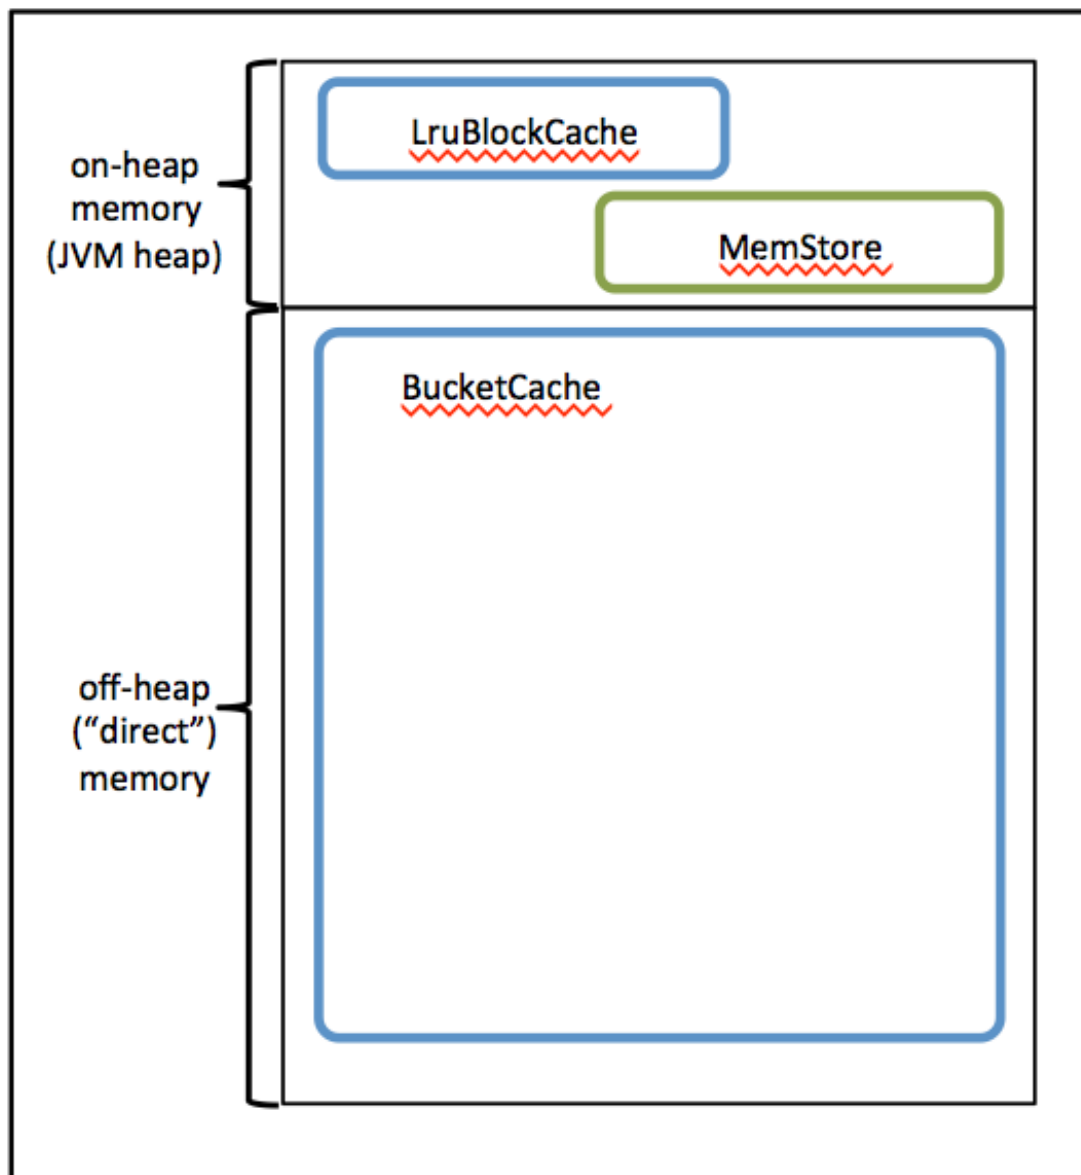 LruBlockCache
on-heap
memory
(JVM heap)
MemStore
BucketCache
off-heap
(“direct”)
memory